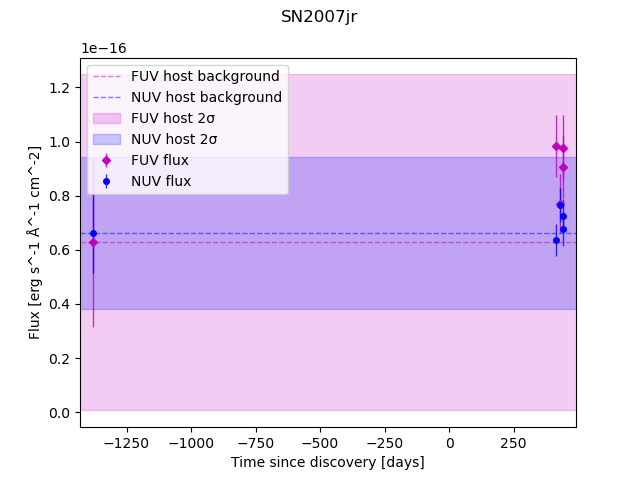 SN2007jr
1e−16
FUV host background
NUV host background
FUV host 2σ
NUV host 2σ
FUV flux
NUV flux
1.2
1.0
0.8
0.6
0.4
0.2
0.0
Flux [erg s^-1 Å^-1 cm^-2]
−1250 −1000 −750 −500 −250 0 250
Time since discovery [days]